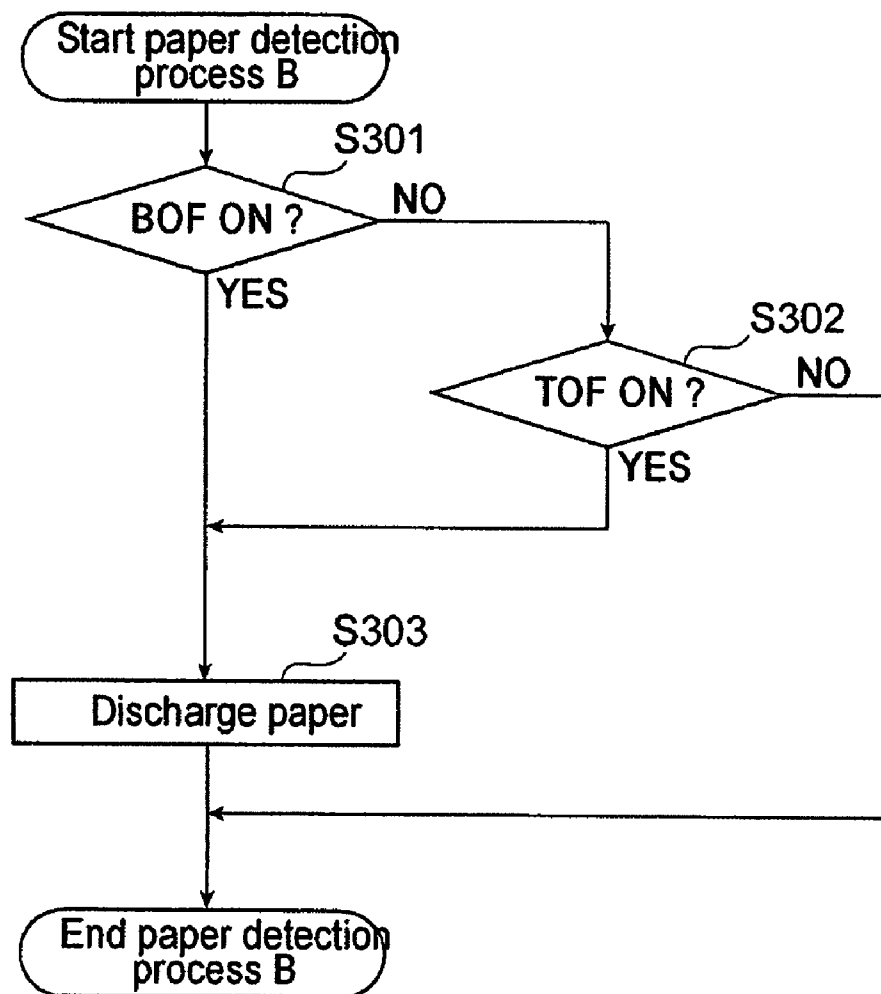 Start paper detection
process B
S301
BOF ON ?
NO
YES
S302
TOF ON ?
NO
YES
S303
Discharge paper
End paper detection
process B